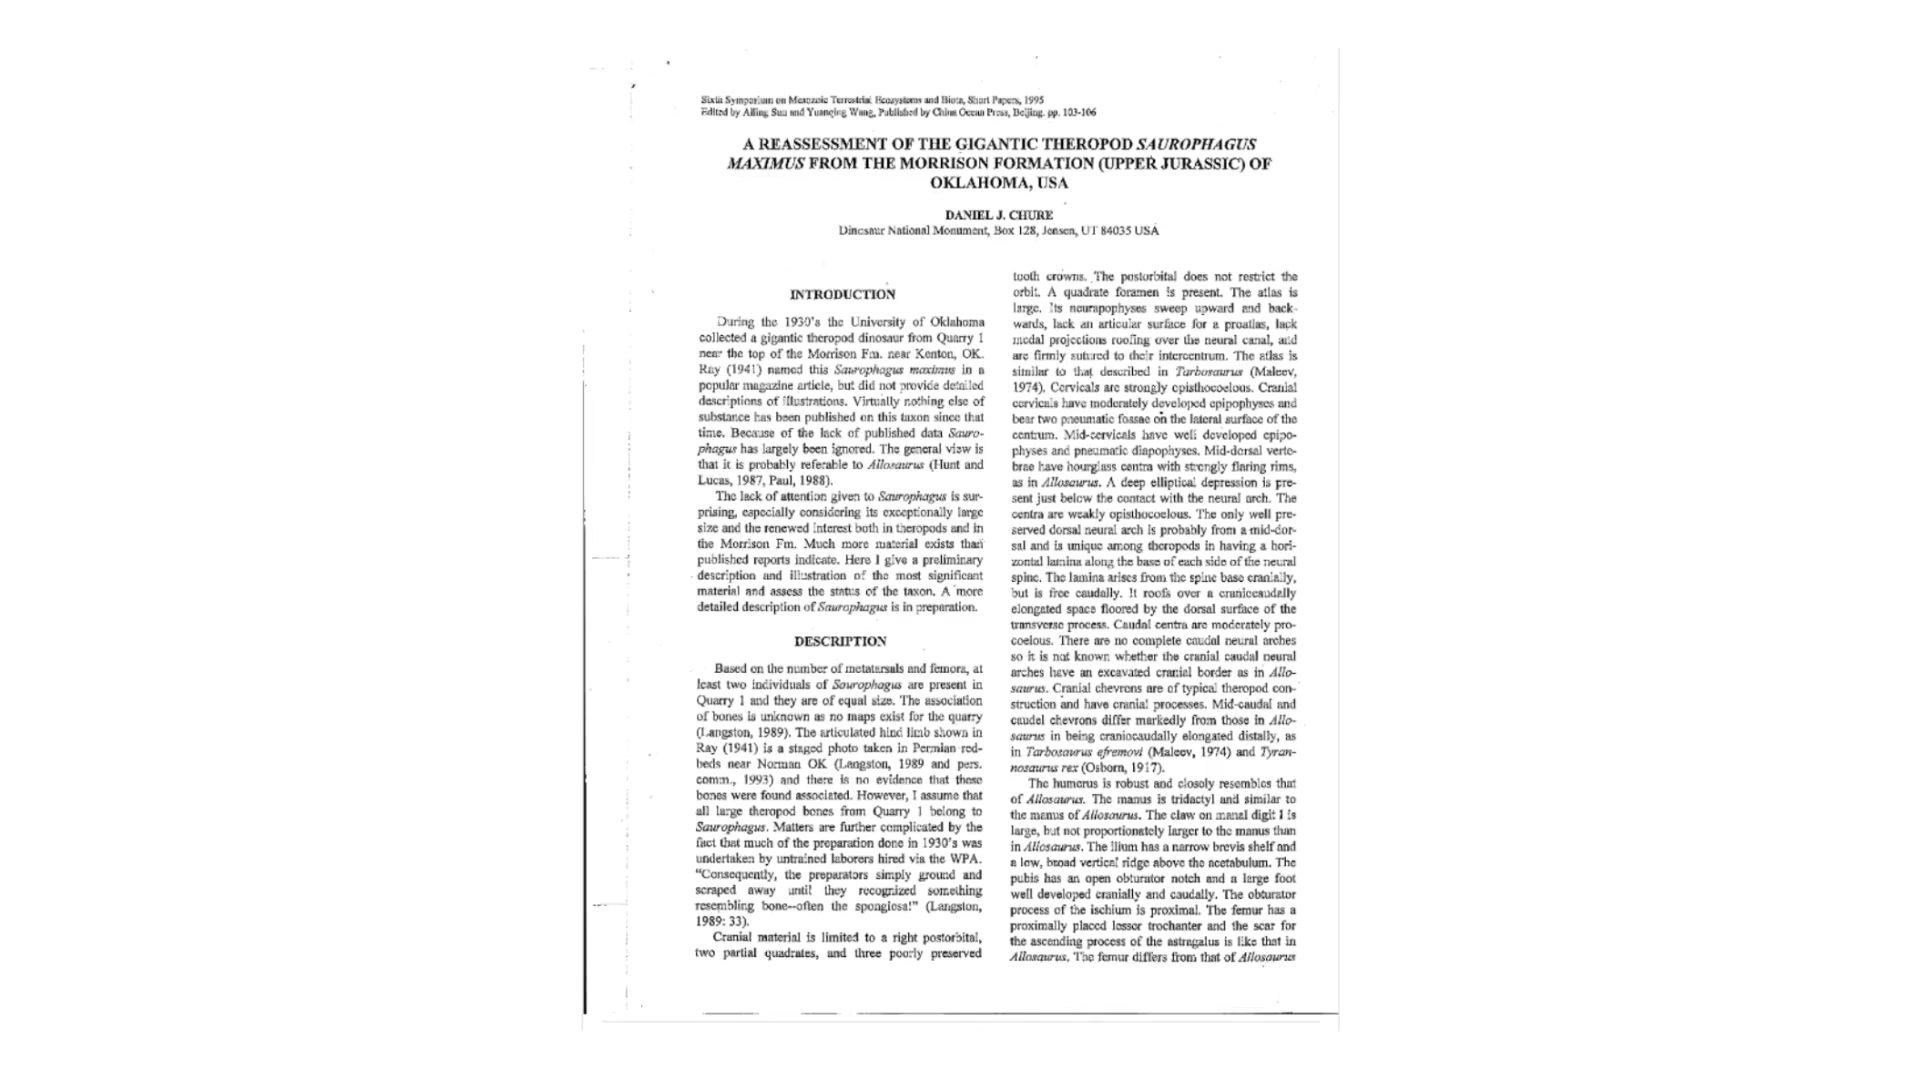 Sixth Symposium on Mesozoic Terrestrial Ecosystems and Biota, Short Papers, 1995
Edited by Ailing Sun and Yuanqing Wang, Published by China Ocean Press, Beijing. pp. 103-106
A REASSESSMENT OF THE GIGANTIC THEROPOD SAUROPHAGUS
MAXIMUS FROM THE MORRISON FORMATION (UPPER JURASSIC) OF
OKLAHOMA, USA
DANIEL J. CHURE
Dinosaur National Monument, Box 128, Jensen, UT 84035 USA
INTRODUCTION
During the 1930's the University of Oklahoma
collected a gigantic theropod dinosaur from Quarry 1
near the top of the Morrison Fm. near Kenton, OK.
Ray (1941) named this Saurophagus maximus in a
popular magazine article, but did not provide detailed
descriptions of illustrations. Virtually nothing else of
substance has been published on this taxon since that
time. Because of the lack of published data Sauro-
phagus has largely been ignored. The general view is
that it is probably referable to Allosaurus (Hunt and
Lucas, 1987, Paul, 1988).
The lack of attention given to Saurophagus is sur-
prising, especially considering its exceptionally large
size and the renewed interest both in theropods and in
the Morrison Fm. Much more material exists than
published reports indicate. Here I give a preliminary
description and illustration of the most significant
material and assess the status of the taxon. A more
detailed description of Saurophagus is in preparation.
DESCRIPTION
Based on the number of metatarsals and femora, at
least two individuals of Saurophagus are present in
Quarry 1 and they are of equal size. The association
of bones is unknown as no maps exist for the quarry
(Langston, 1989). The articulated hind limb shown in
Ray (1941) is a staged photo taken in Permian red-
beds near Norman OK (Langston, 1989 and pers.
comm., 1993) and there is no evidence that these
bones were found associated. However, I assume that
all large theropod bones from Quarry 1 belong to
Saurophagus. Matters are further complicated by the
fact that much of the preparation done in 1930's was
undertaken by untrained laborers hired via the WPA.
"Consequently, the preparators simply ground and
scraped away until they recognized something
resembling bone--often the spongiosa!" (Langston,
1989: 33).
Cranial material is limited to a right postorbital,
two partial quadrates, and three poorly preserved
tooth crowns. The postorbital does not restrict the
orbit. A quadrate foramen is present. The atlas is
large. Its neurapophyses sweep upward and back-
wards, lack an articular surface for a proatlas, lack
medal projections roofing over the neural canal, and
are firmly sutured to their intercentrum. The atlas is
similar to that described in Tarbosaurus (Maleev,
1974). Cervicals are strongly opisthocoelous. Cranial
cervicals have moderately developed epipophyses and
bear two pneumatic fossae on the lateral surface of the
centrum. Mid-cervicals have well developed epipo-
physes and pneumatic diapophyses. Mid-dorsal verte-
brae have hourglass centra with strongly flaring rims,
as in Allosaurus. A deep elliptical depression is pre-
sent just below the contact with the neural arch. The
centra are weakly opisthocoelous. The only well pre-
served dorsal neural arch is probably from a mid-dor-
sal and is unique among theropods in having a hori-
zontal lamina along the base of each side of the neural
spine. The lamina arises from the spine base cranially,
but is free caudally. It roofs over a craniocaudally
elongated space floored by the dorsal surface of the
transverse process. Caudal centra are moderately pro-
coelous. There are no complete caudal neural arches
so it is not known whether the cranial caudal neural
arches have an excavated cranial border as in Allo-
saurus. Cranial chevrons are of typical theropod con-
struction and have cranial processes. Mid-caudal and
caudel chevrons differ markedly from those in Allo-
saurus in being craniocaudally elongated distally, as
in Tarbosaurus efremovi (Maleev, 1974) and Tyran-
nosaurus rex (Osborn, 1917).
The humerus is robust and closely resembles that
of Allosaurus. The manus is tridactyl and similar to
the manus of Allosaurus. The claw on manal digit I is
large, but not proportionately larger to the manus than
in Allosaurus. The ilium has a narrow brevis shelf and
a low, broad vertical ridge above the acetabulum. The
pubis has an open obturator notch and a large foot
well developed cranially and caudally. The obturator
process of the ischium is proximal. The femur has a
proximally placed lesser trochanter and the scar for
the ascending process of the astragalus is like that in
Allosaurus. The femur differs from that of Allosaurus